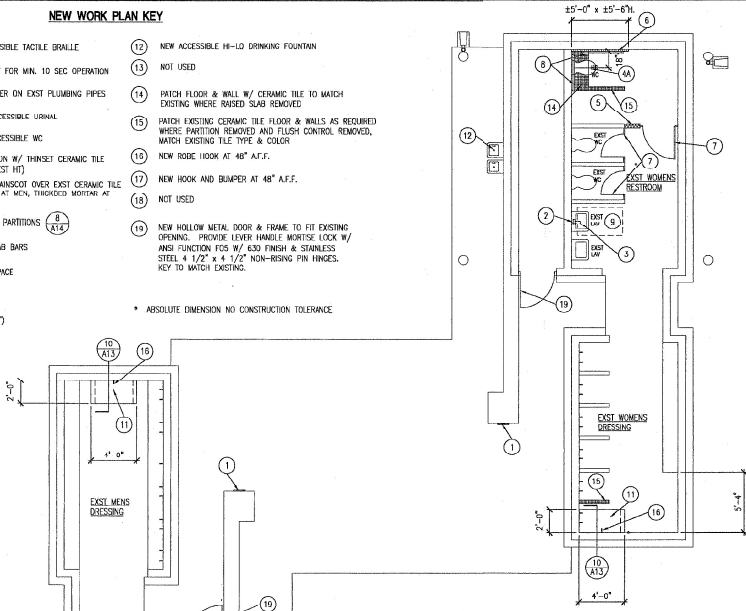 NEW WORK PLAN KEY
SIBLE TACTILE BRAILLE
FOR MIN. 10 SEC OPERATION
ER ON EXST PLUMBING PIPES
CESSIBLE URINAL
CESSIBLE WC
ON W/ THINSET CERAMIC TILE
EST HT)
AINSCOT OVER EXST CERAMIC TILE
AT MEN, THICKDED MORTAR AT
PARTITIONS 8 A14
AB BARS
PACE
")
12 NEW ACCESSIBLE HI-LO DRINKING FOUNTAIN
13 NOT USED
14 PATCH FLOOR & WALL W/ CERAMIC TILE TO MATCH
EXISTING WHERE RAISED SLAB REMOVED
15 PATCH EXISTING CERAMIC TILE FLOOR & WALLS AS REQUIRED
WHERE PARTITION REMOVED AND FLUSH CONTROL REMOVED,
MATCH EXISTING TILE TYPE & COLOR
16 NEW ROBE HOOK AT 48" A.F.F.
17 NEW HOOK AND BUMPER AT 48" A.F.F.
18 NOT USED
19 NEW HOLLOW METAL DOOR & FRAME TO FIT EXISTING
OPENING. PROVIDE LEVER HANDLE MORTISE LOCK W/
ANSI FUNCTION F05 W/ 630 FINISH & STAINLESS
STEEL 4 1/2" x 4 1/2" NON-RISING PIN HINGES.
KEY TO MATCH EXISTING.
* ABSOLUTE DIMENSION NO CONSTRUCTION TOLERANCE
±5'-0" x ±5'-6"H.
6
8
18"
WC
4A
14
15
5
12
EXST
WC
7
7
EXST
WC
EXST WOMENS
RESTROOM
2
EXST
LAV
9
3
EXST
LAV
19
10
A13
16
2'-0"
11
4'-0"
EXST MENS
DRESSING
1
1
EXST WOMENS
DRESSING
15
11
16
2'-0"
5'-4"
10
A13
4'-0"
19